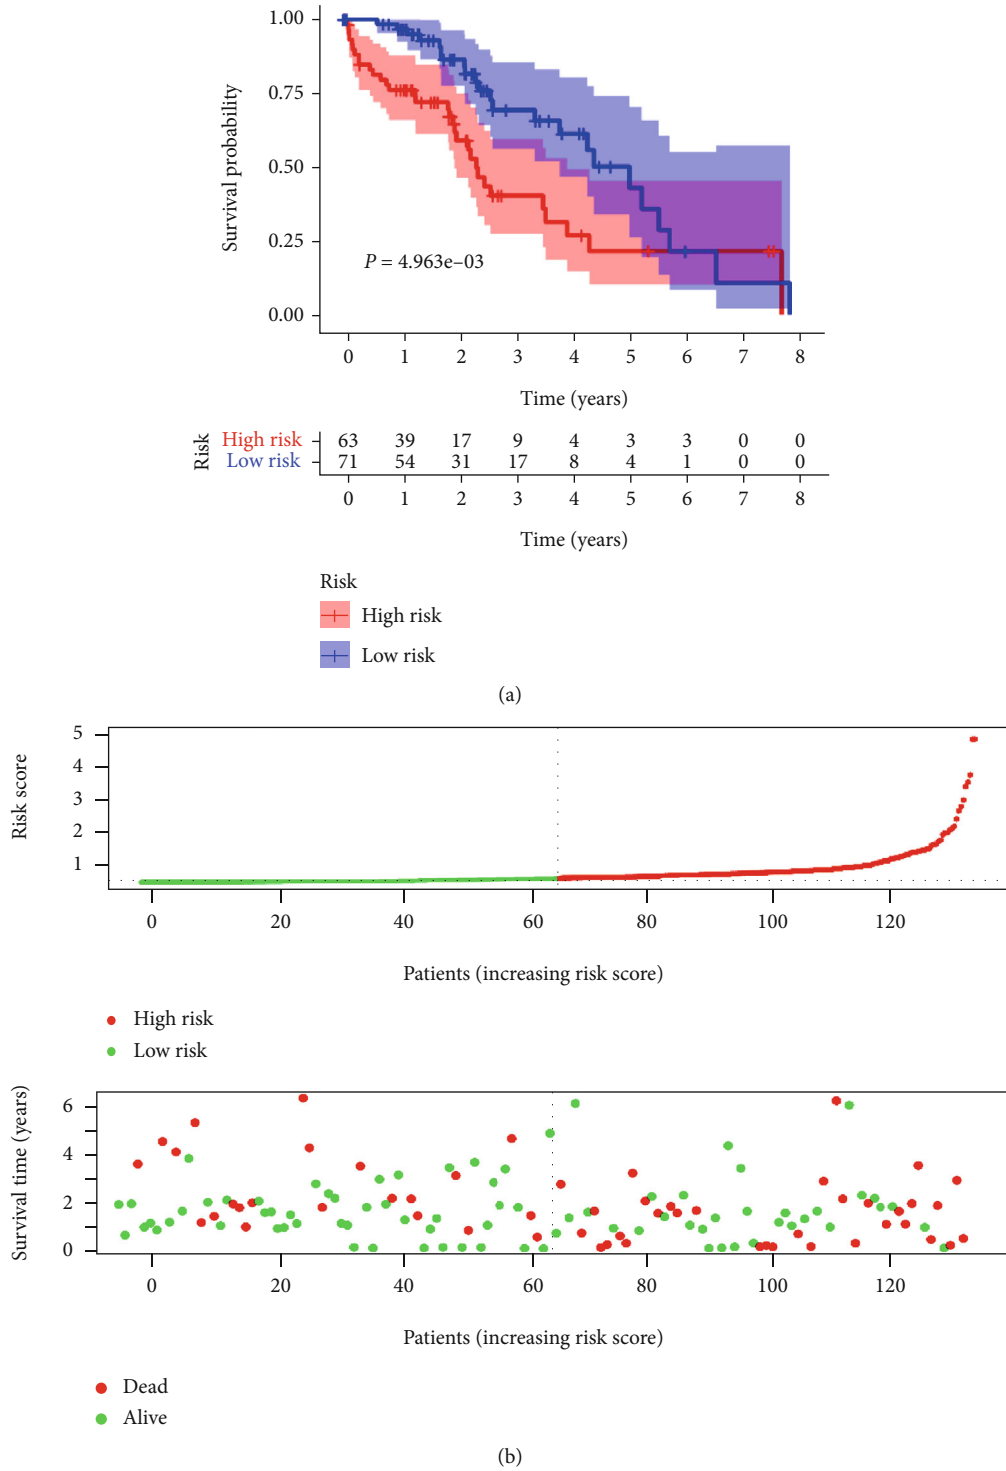 1.00
0.75
0.50
0.25
0.00
Survival probability
P = 4.963e–03
0 1 2 3 4 5 6 7 8
Time (years)
Risk
High risk 63 39 17 9 4 3 3 0 0
Low risk 71 54 31 17 8 4 1 0 0
0 1 2 3 4 5 6 7 8
Time (years)
Risk
High risk
Low risk
(a)
5
4
3
2
1
Risk score
0 20 40 60 80 100 120
Patients (increasing risk score)
High risk
Low risk
6
4
2
0
Survival time (years)
0 20 40 60 80 100 120
Patients (increasing risk score)
Dead
Alive
(b)